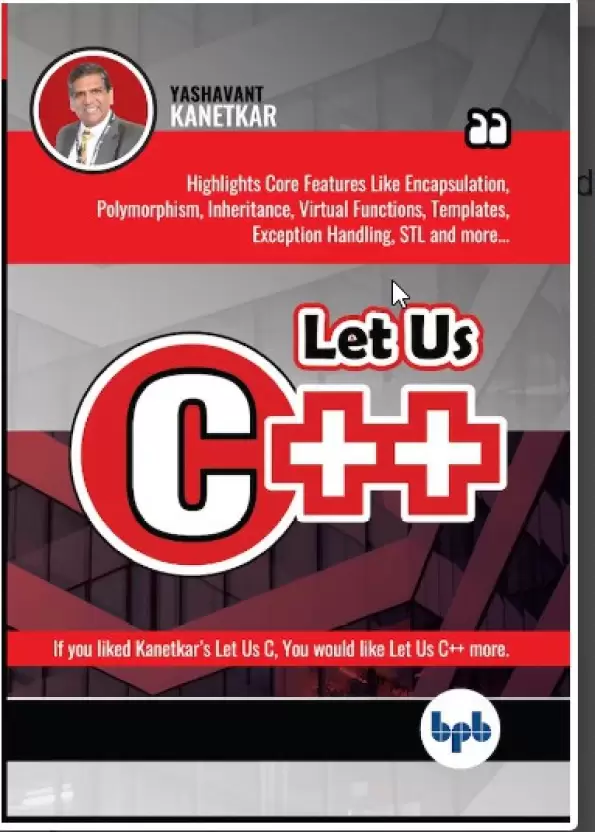 YASHAVANT
KANETKAR
Highlights Core Features Like Encapsulation,
Polymorphism, Inheritance, Virtual Functions, Templates,
Exception Handling, STL and more...
Let Us
C++
If you liked Kanetkar's Let Us C, You would like Let Us C++ more.
bpb
d